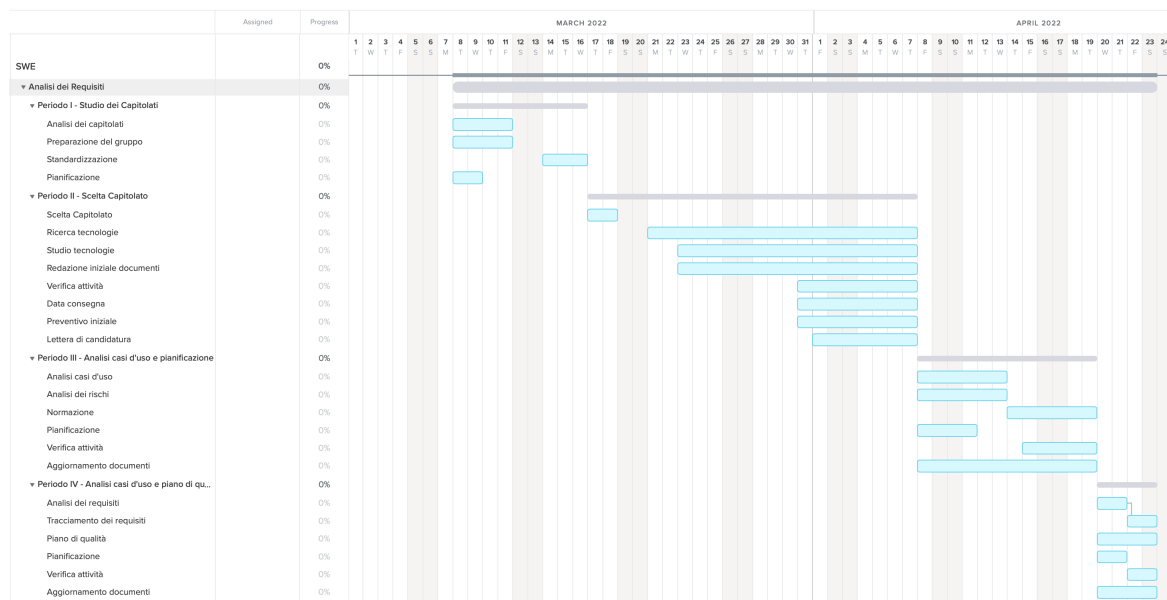 Assigned Progress MARCH 2022 APRIL 2022
1 2 3 4 5 6 7 8 9 10 11 12 13 14 15 16 17 18 19 20 21 22 23 24 25 26 27 28 29 30 31 1 2 3 4 5 6 7 8 9 10 11 12 13 14 15 16 17 18 19 20 21 22 23 24
T W T F S S M T W T F S S M T W T F S S M T W T F S S M T W T F S S M T W T F S S M T W T F S S M T W T F S S
SWE 0%
Analisi dei Requisiti 0%
Periodo I - Studio dei Capitolati 0%
Analisi dei capitolati 0%
Preparazione del gruppo 0%
Standardizzazione 0%
Pianificazione 0%
Periodo II - Scelta Capitolato 0%
Scelta Capitolato 0%
Ricerca tecnologie 0%
Studio tecnologie 0%
Redazione iniziale documenti 0%
Verifica attività 0%
Data consegna 0%
Preventivo iniziale 0%
Lettera di candidatura 0%
Periodo III - Analisi casi d'uso e pianificazione 0%
Analisi casi d'uso 0%
Analisi dei rischi 0%
Normazione 0%
Pianificazione 0%
Verifica attività 0%
Aggiornamento documenti 0%
Periodo IV - Analisi casi d'uso e piano di qu... 0%
Analisi dei requisiti 0%
Tracciamento dei requisiti 0%
Piano di qualità 0%
Pianificazione 0%
Verifica attività 0%
Aggiornamento documenti 0%